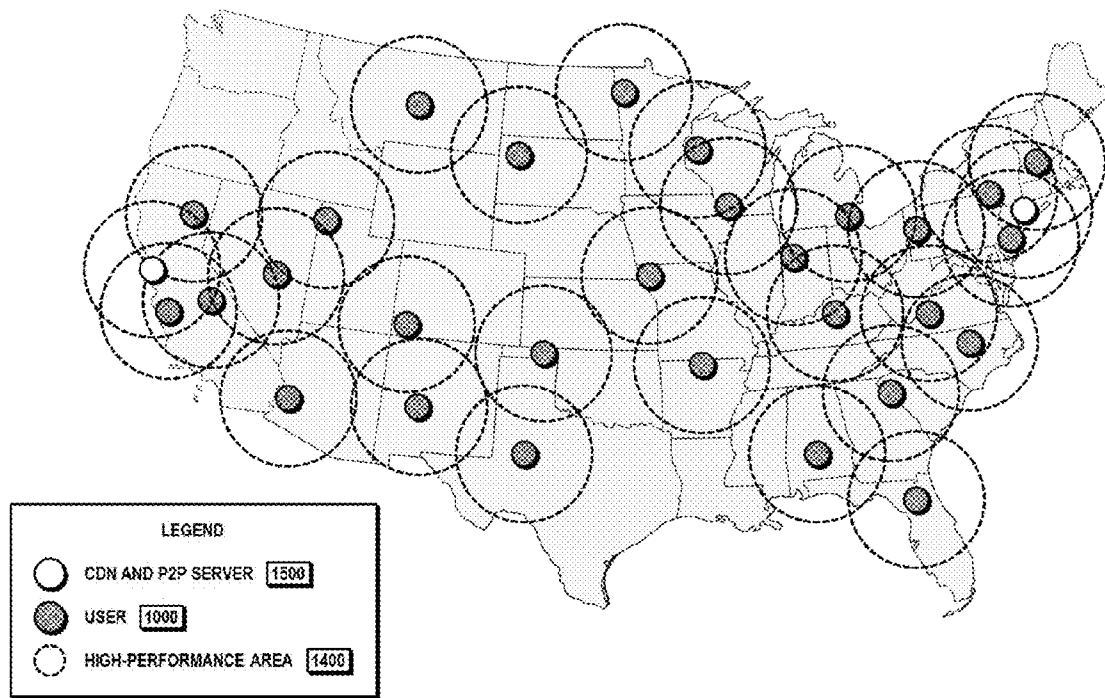 LEGEND
CDN AND P2P SERVER 1500
USER 1000
HIGH-PERFORMANCE AREA 1400